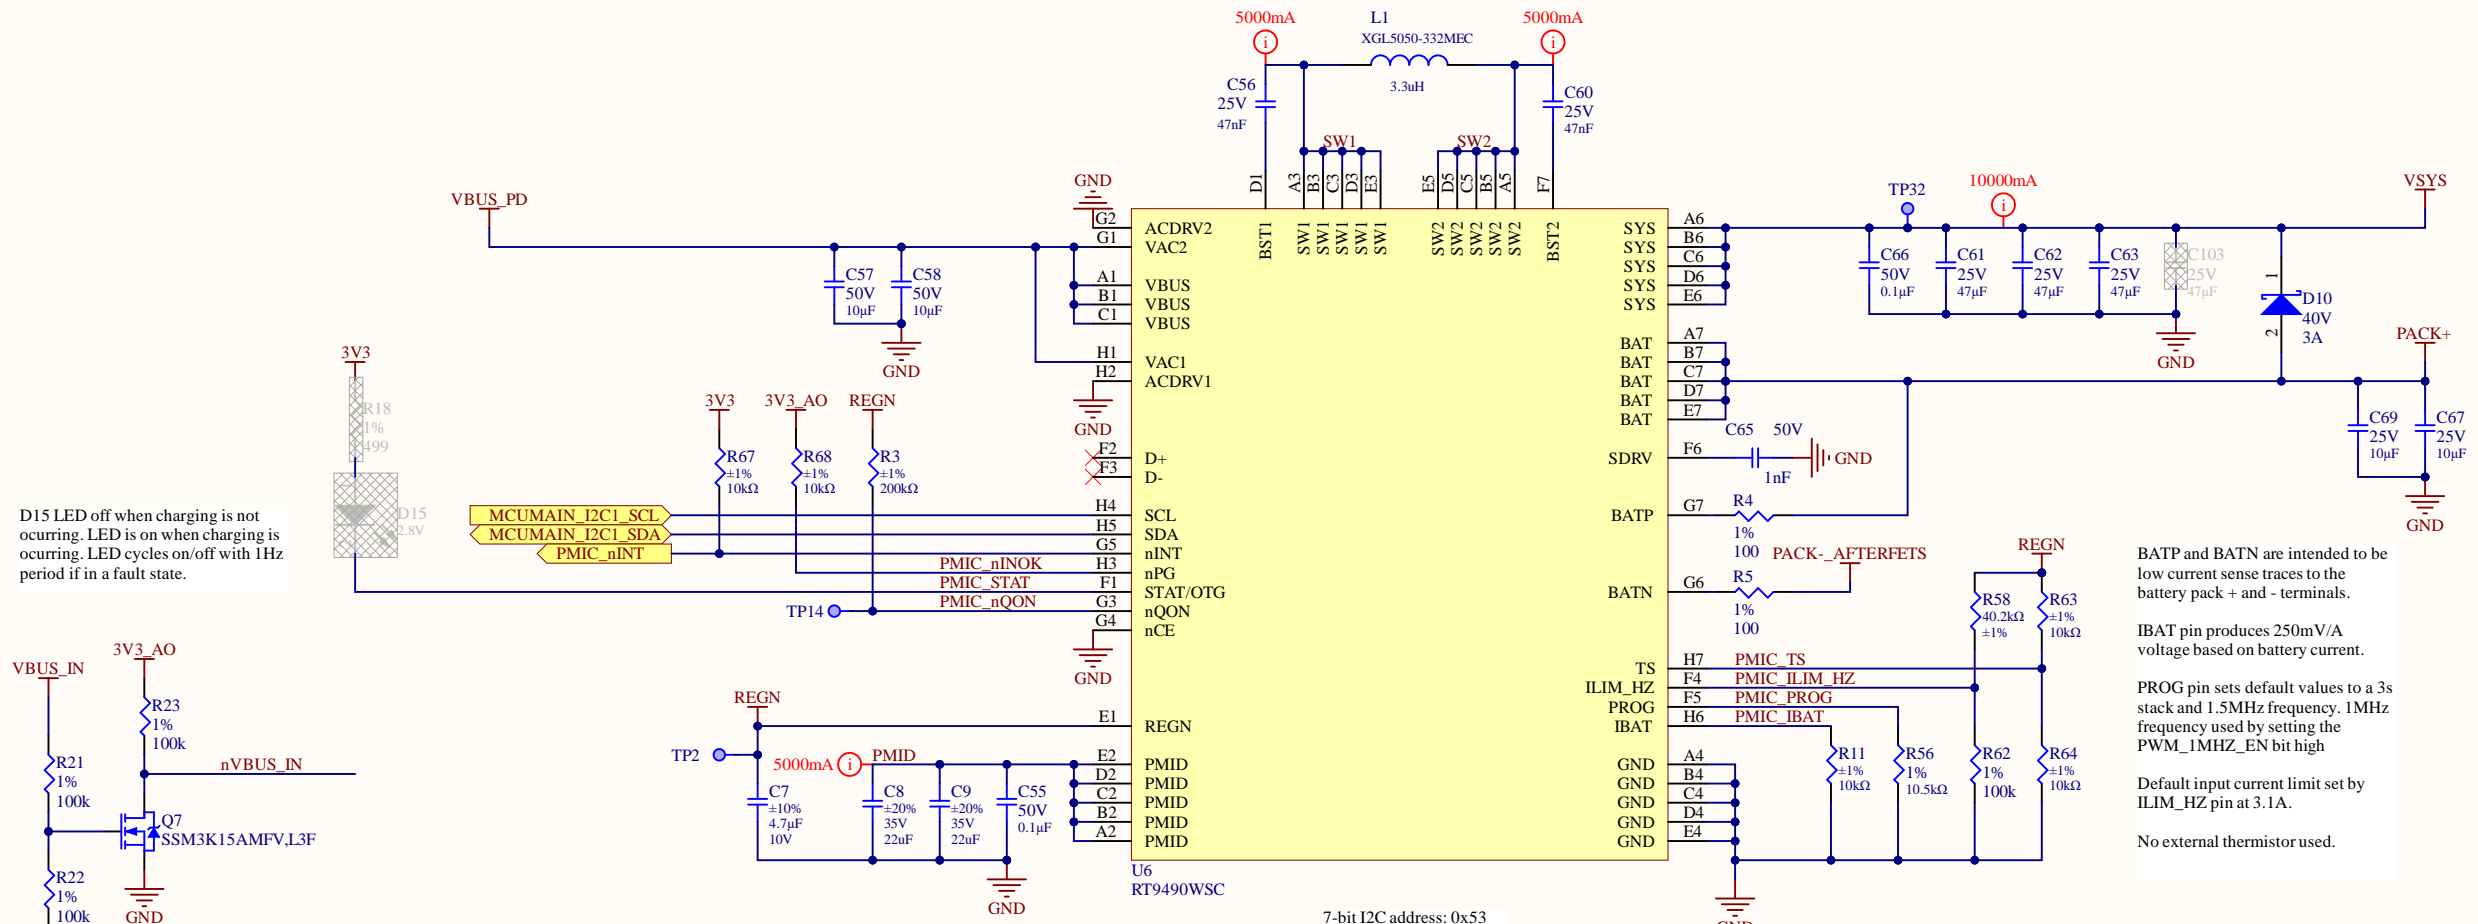 5000mA
L1
5000mA
XGL5050-332MEC
3.3uH
C56
25V
47nF
C60
25V
47nF
SW1
SW2
D1
A3
B3
C3
D3
E3
E5
D5
C5
B5
A5
F7
BST1
SW1
SW1
SW1
SW1
SW1
SW2
SW2
SW2
SW2
SW2
BST2
VBUS_PD
GND
G2
ACDRV2
G1
VAC2
A1
VBUS
B1
VBUS
C1
VBUS
H1
VAC1
H2
ACDRV1
GND
C57
50V
10µF
C58
50V
10µF
GND
F2
D+
F3
D-
H4
SCL
H5
SDA
G5
nINT
H3
nPG
F1
STAT/OTG
G3
nQON
G4
nCE
GND
E1
REGN
E2
PMID
D2
PMID
C2
PMID
B2
PMID
A2
PMID
3V3
R18
1%
499
D15
2.8V
3V3
3V3_AO
REGN
R67
±1%
10kΩ
R68
±1%
10kΩ
R3
±1%
200kΩ
MCUMAIN_I2C1_SCL
MCUMAIN_I2C1_SDA
PMIC_nINT
PMIC_nINOK
PMIC_STAT
PMIC_nQON
TP14
D15 LED off when charging is not
ocurring. LED is on when charging is
ocurring. LED cycles on/off with 1Hz
period if in a fault state.
VBUS_IN
3V3_AO
R23
1%
100k
R21
1%
100k
nVBUS_IN
Q7
SSM3K15AMFV,L3F
R22
1%
100k
GND
REGN
TP2
5000mA
PMID
C7
±10%
4.7µF
10V
C8
±20%
35V
22uF
C9
±20%
35V
22uF
C55
50V
0.1µF
GND
U6
RT9490WSC
7-bit I2C address: 0x53
SYS
A6
SYS
B6
SYS
C6
SYS
D6
SYS
E6
BAT
A7
BAT
B7
BAT
C7
BAT
D7
BAT
E7
SDRV
F6
BATP
G7
BATN
G6
TS
H7
ILIM_HZ
F4
PROG
F5
IBAT
H6
GND
A4
GND
B4
GND
C4
GND
D4
GND
E4
TP32
10000mA
VSYS
C66
50V
0.1µF
C61
25V
47µF
C62
25V
47µF
C63
25V
47µF
C103
25V
47µF
GND
1
2
D10
40V
3A
PACK+
C69
25V
10µF
C67
25V
10µF
GND
C65
50V
1nF
GND
R4
1%
100
PACK-_AFTERFETS
R5
1%
100
REGN
R58
40.2kΩ
±1%
R63
±1%
10kΩ
PMIC_TS
PMIC_ILIM_HZ
PMIC_PROG
PMIC_IBAT
R11
±1%
10kΩ
R56
1%
10.5kΩ
R62
1%
100k
R64
±1%
10kΩ
GND
BATP and BATN are intended to be
low current sense traces to the
battery pack + and - terminals.
IBAT pin produces 250mV/A
voltage based on battery current.
PROG pin sets default values to a 3s
stack and 1.5MHz frequency. 1MHz
frequency used by setting the
PWM_1MHZ_EN bit high
Default input current limit set by
ILIM_HZ pin at 3.1A.
No external thermistor used.